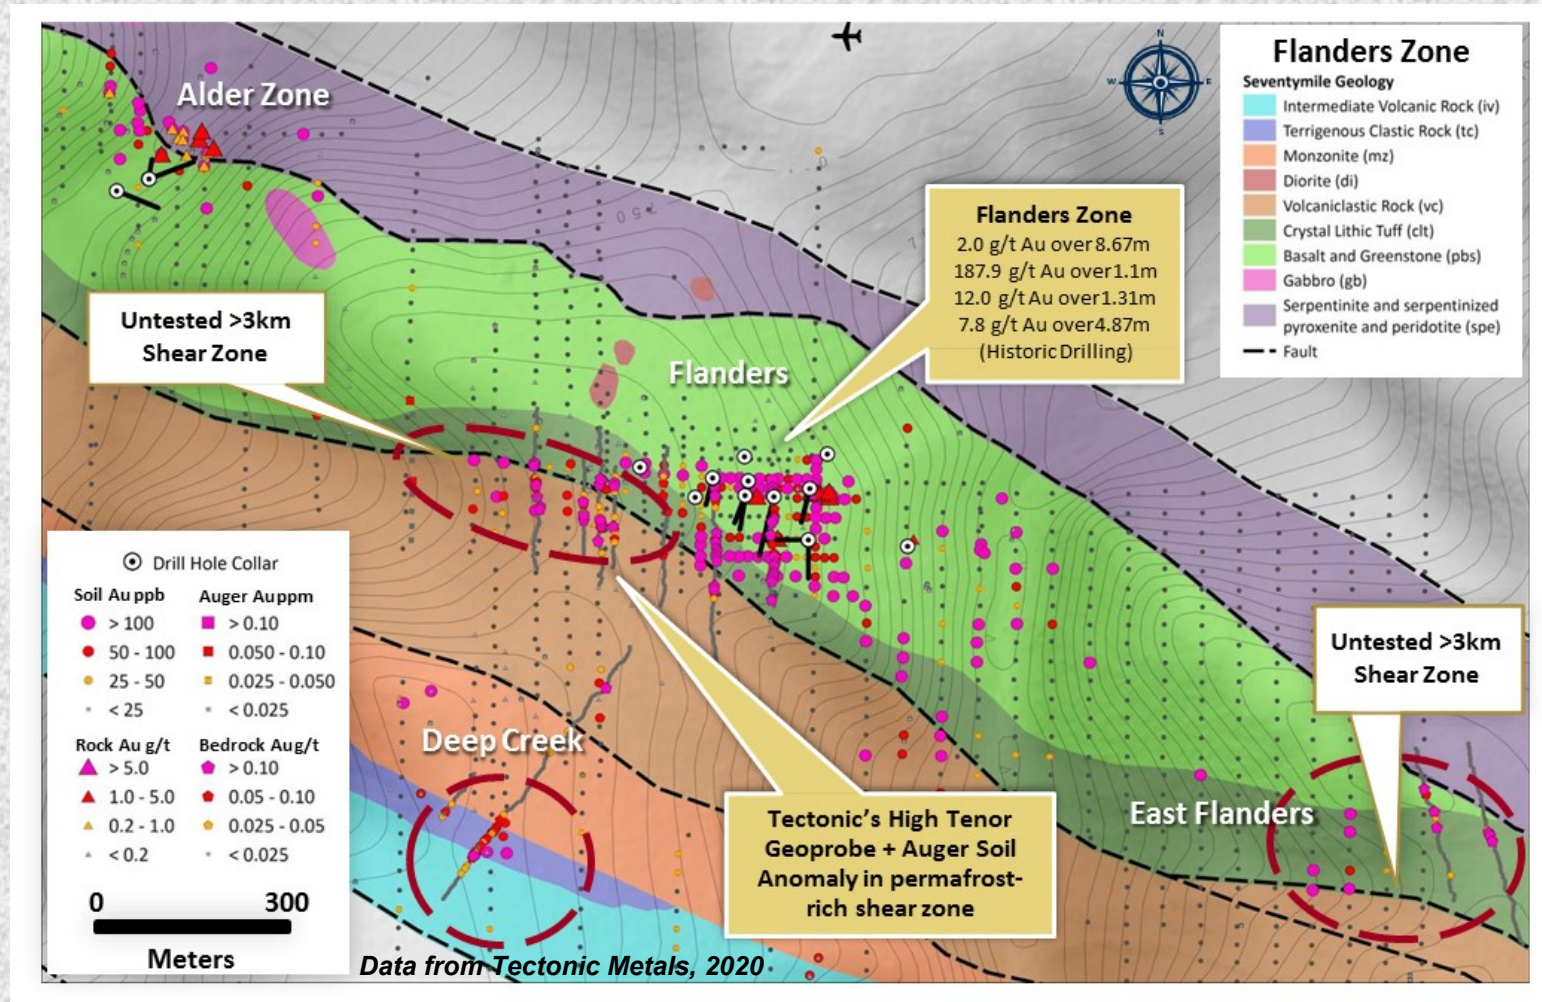 Alder Zone
N
W
E
S
Flanders Zone
Seventymile Geology
Intermediate Volcanic Rock (iv)
Terrigenous Clastic Rock (tc)
Monzonite (mz)
Diorite (di)
Volcaniclastic Rock (vc)
Crystal Lithic Tuff (clt)
Basalt and Greenstone (pbs)
Gabbro (gb)
Serpentinite and serpentinized
pyroxenite and peridotite (spe)
Fault
750
Flanders Zone
2.0 g/t Au over 8.67m
187.9 g/t Au over 1.1m
12.0 g/t Au over 1.31m
7.8 g/t Au over 4.87m
(Historic Drilling)
Untested >3km
Shear Zone
Flanders
Drill Hole Collar
Soil Au ppb
> 100
50 - 100
25 - 50
< 25
Auger Au ppm
> 0.10
0.050 - 0.10
0.025 - 0.050
< 0.025
Rock Au g/t
> 5.0
1.0 - 5.0
0.2 - 1.0
< 0.2
Bedrock Au g/t
> 0.10
0.05 - 0.10
0.025 - 0.05
< 0.025
0 300
Meters
Deep Creek
Untested >3km
Shear Zone
East Flanders
Tectonic's High Tenor
Geoprobe + Auger Soil
Anomaly in permafrost-
rich shear zone
Data from Tectonic Metals, 2020